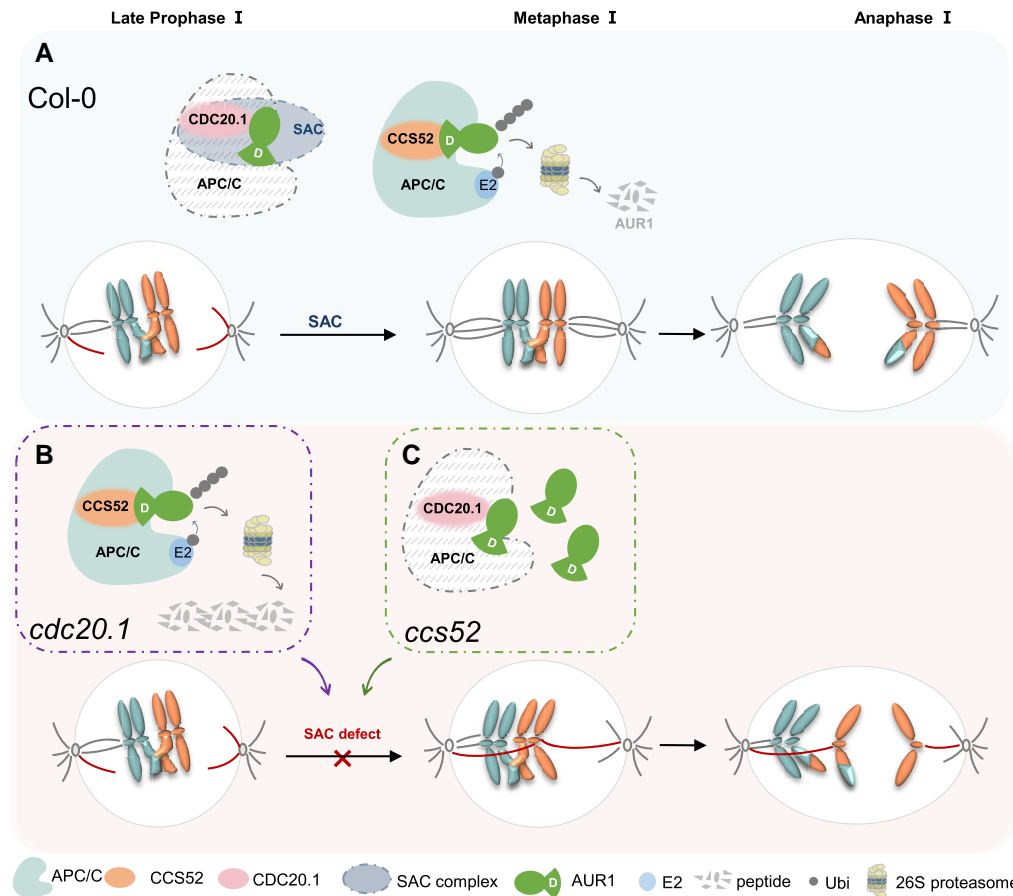 Late Prophase I
Metaphase I
Anaphase I
A
Col-0
CDC20.1
SAC
D
APC/C
CCS52
D
APC/C
E2
AUR1
SAC
B
CCS52
D
APC/C
E2
cdc20.1
C
CDC20.1
D
APC/C
D
D
ccs52
SAC defect
APC/C CCS52 CDC20.1 SAC complex D AUR1 E2 peptide Ubi 26S proteasome